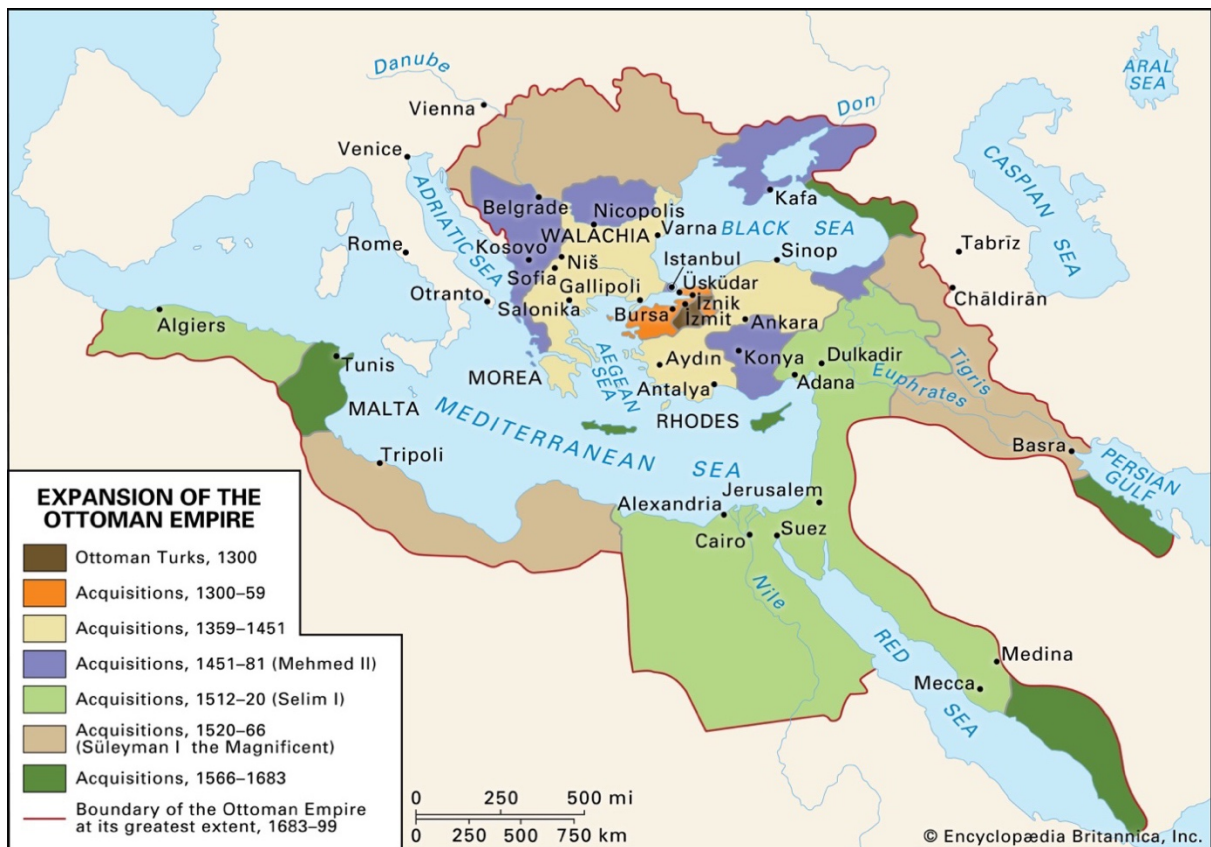 ARAL
SEA
Danube
Vienna
Don
Venice
CASPIAN
SEA
ADRIATIC SEA
Belgrade
Kafa
Nicopolis
WALACHIA
Varna
BLACK SEA
Rome
Kosovo
Niš
Sinop
Tabrīz
Istanbul
Sofia
Üsküdar
Otranto
Gallipoli
İznik
Chāldirān
Salonika
Bursa
İzmit
Ankara
Algiers
Tunis
AEGEAN
SEA
Aydın
Konya
Dulkadir
Tigris
MOREA
Antalya
Adana
Euphrates
MALTA
RHODES
MEDITERRANEAN SEA
Tripoli
Basra
PERSIAN
GULF
Alexandria
Jerusalem
Cairo
Suez
Nile
RED
SEA
Medina
Mecca
EXPANSION OF THE
OTTOMAN EMPIRE
Ottoman Turks, 1300
Acquisitions, 1300–59
Acquisitions, 1359–1451
Acquisitions, 1451–81 (Mehmed II)
Acquisitions, 1512–20 (Selim I)
Acquisitions, 1520–66
(Süleyman I the Magnificent)
Acquisitions, 1566–1683
Boundary of the Ottoman Empire
at its greatest extent, 1683–99
0 250 500 mi
0 250 500 750 km
© Encyclopædia Britannica, Inc.